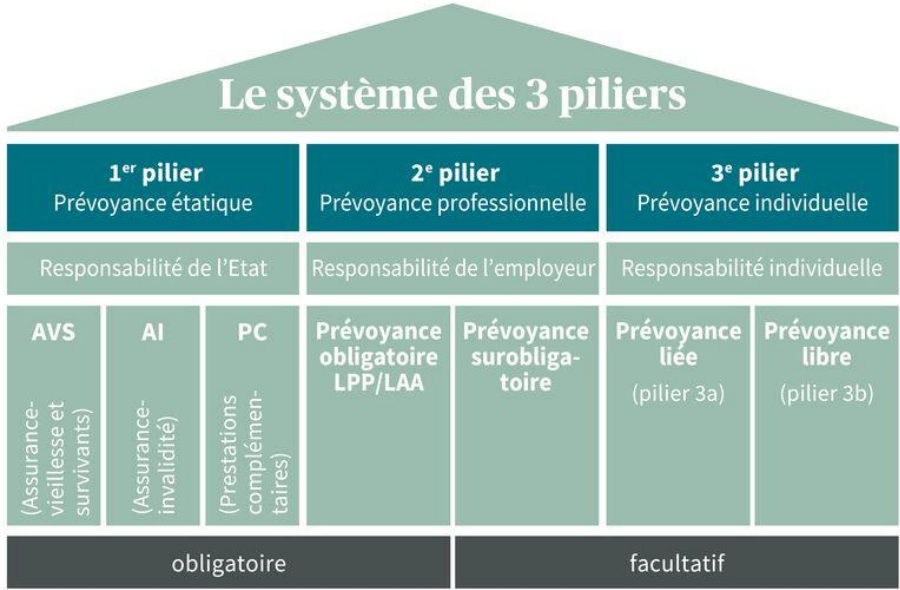 Le système des 3 piliers
1er pilier
Prévoyance étatique
2e pilier
Prévoyance professionnelle
3e pilier
Prévoyance individuelle
Responsabilité de l’Etat
Responsabilité de l’employeur
Responsabilité individuelle
AVS
(Assurance-
vieillesse et
survivants)
AI
(Assurance-
invalidité)
PC
(Prestations
complémen-
taires)
Prévoyance
obligatoire
LPP/LAA
Prévoyance
surobliga-
toire
Prévoyance
liée
(pilier 3a)
Prévoyance
libre
(pilier 3b)
obligatoire
facultatif